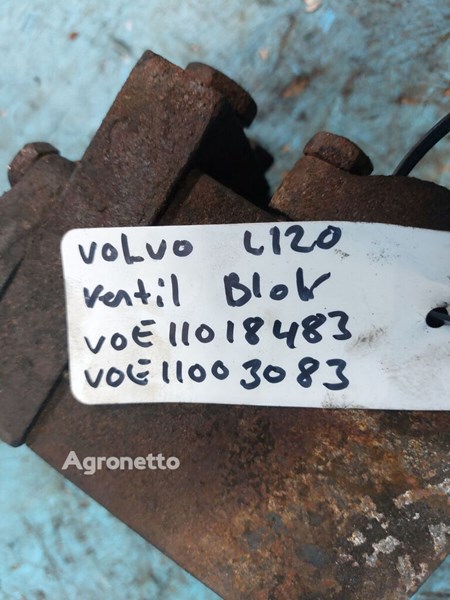 VOLVO L120
Ventil Blok
VOE11018483
VOE11003083
Agronetto